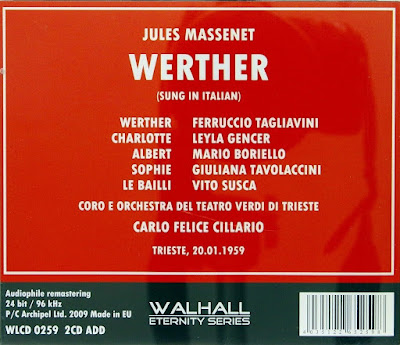 JULES MASSENET
WERTHER
(SUNG IN ITALIAN)
WERTHER FERRUCCIO TAGLIAVINI
CHARLOTTE LEYLA GENCER
ALBERT MARIO BORIELLO
SOPHIE GIULIANA TAVOLACCINI
LE BAILLI VITO SUSCA
CORO E ORCHESTRA DEL TEATRO VERDI DI TRIESTE
CARLO FELICE CILLARIO
TRIESTE, 20.01.1959
Audiophile remastering
24 bit / 96 kHz
P/C Archipel Ltd. 2009 Made in EU
WLCD 0259 2CD ADD
WALHALL
ETERNITY SERIES